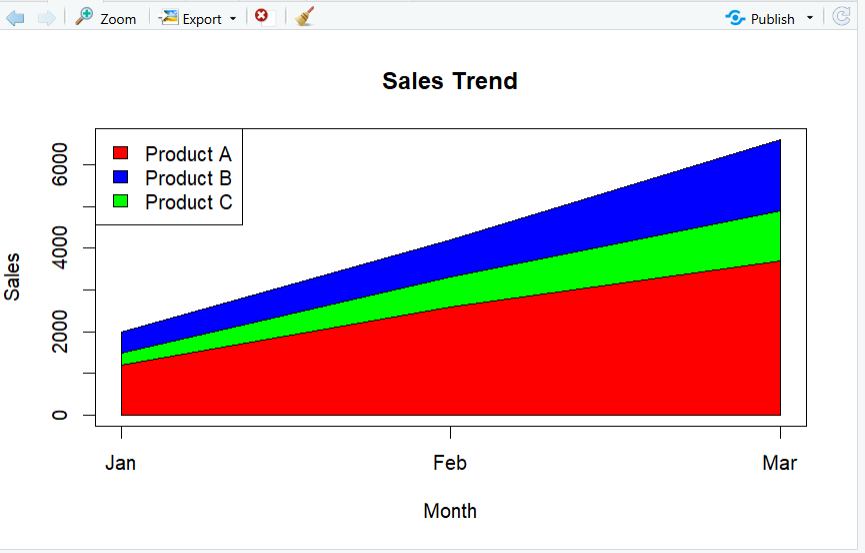 Zoom Export Publish
Sales Trend
Product A
Product B
Product C
6000
4000
2000
0
Sales
Jan Feb Mar
Month